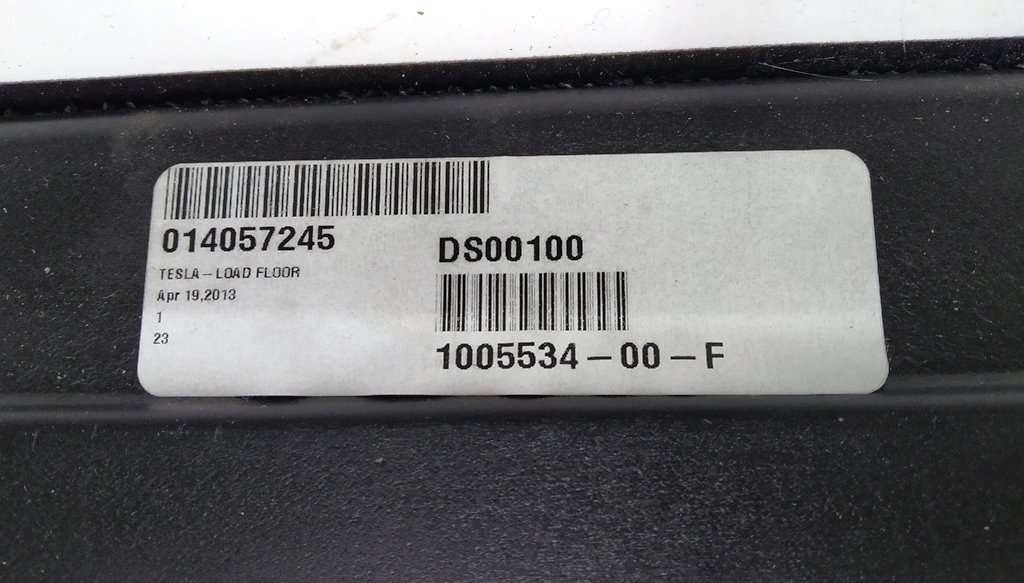 014057245
TESLA-LOAD FLOOR
Apr 19,2013
1
23
DS00100
1005534-00-F